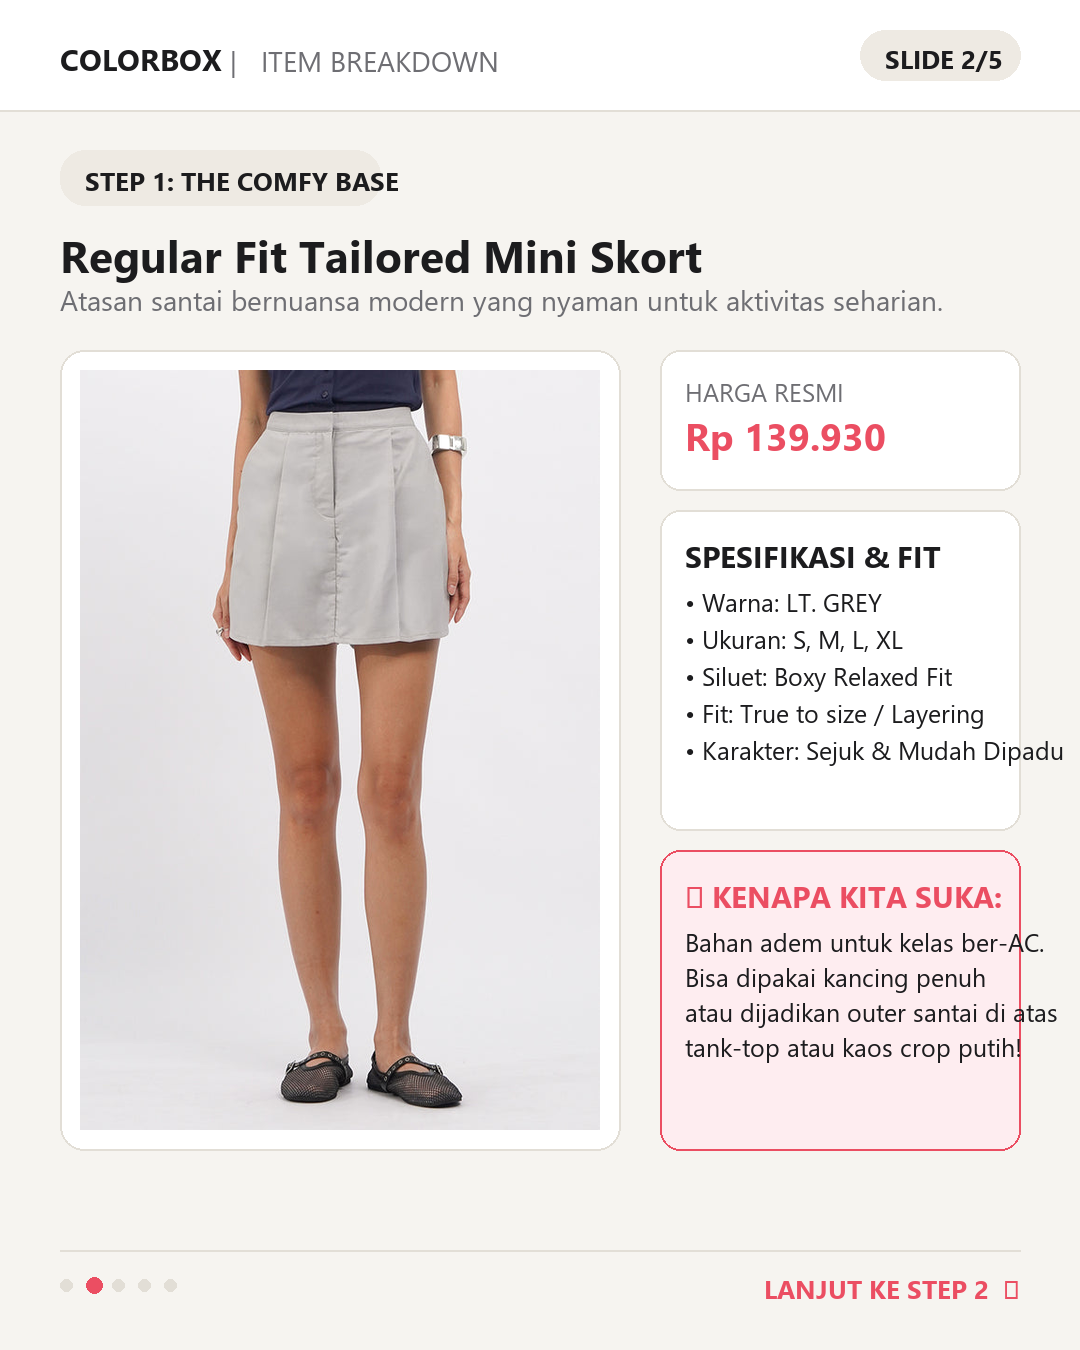 COLORBOX | ITEM BREAKDOWN
SLIDE 2/5
STEP 1: THE COMFY BASE
Regular Fit Tailored Mini Skort
Atasan santai bernuansa modern yang nyaman untuk aktivitas seharian.
HARGA RESMI
Rp 139.930
SPESIFIKASI & FIT
• Warna: LT. GREY
• Ukuran: S, M, L, XL
• Siluet: Boxy Relaxed Fit
• Fit: True to size / Layering
• Karakter: Sejuk & Mudah Dipadu
KENAPA KITA SUKA:
Bahan adem untuk kelas ber-AC.
Bisa dipakai kancing penuh
atau dijadikan outer santai di atas
tank-top atau kaos crop putih!
LANJUT KE STEP 2